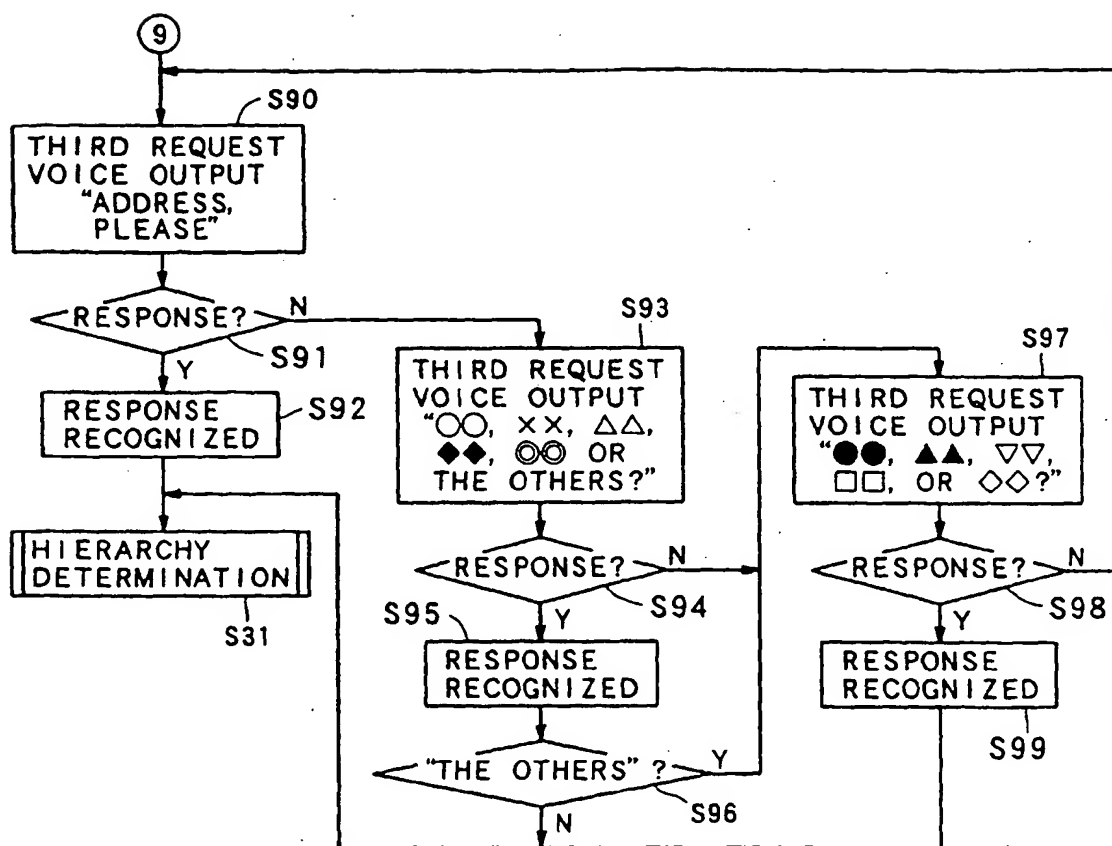 9
S90
THIRD REQUEST
VOICE OUTPUT
“ADDRESS,
PLEASE”
RESPONSE?
N
S91
Y
RESPONSE
RECOGNIZED
S92
HIERARCHY
DETERMINATION
S31
S93
THIRD REQUEST
VOICE OUTPUT
“○○, ××, △△,
◆◆, ◎◎ OR
THE OTHERS?”
RESPONSE?
N
S94
Y
S95
RESPONSE
RECOGNIZED
“THE OTHERS” ?
Y
S96
N
S97
THIRD REQUEST
VOICE OUTPUT
“●●, ▲▲, ▽▽,
□□, OR ◇◇?”
RESPONSE?
N
S98
Y
RESPONSE
RECOGNIZED
S99